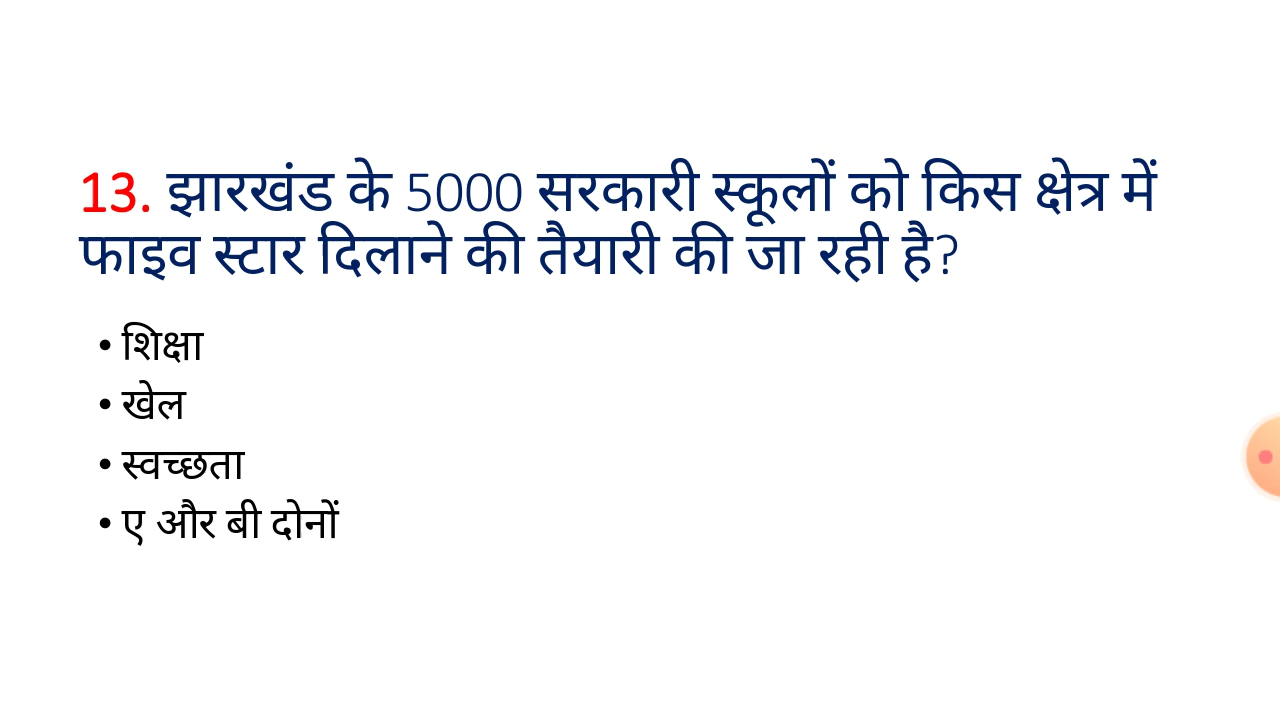 13. झारखंड के 5000 सरकारी स्कूलों को किस क्षेत्र में
फाइव स्टार दिलाने की तैयारी की जा रही है?
• शिक्षा
• खेल
• स्वच्छता
• ए और बी दोनों